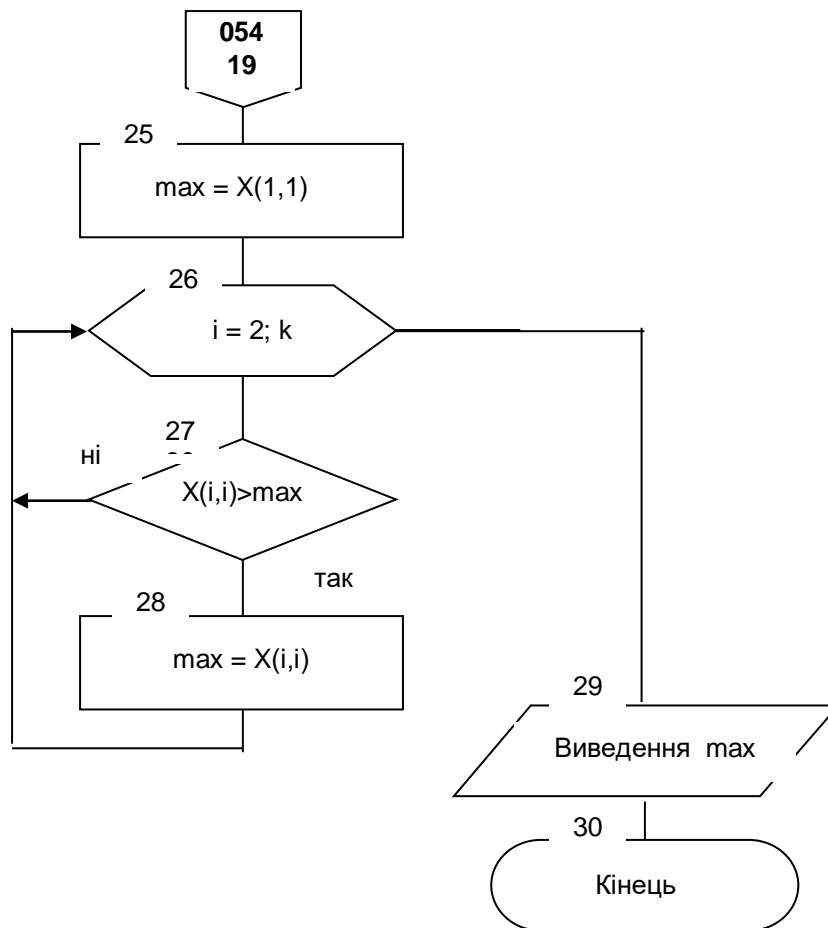 054
19
25
max = X(1,1)
26
i = 2; k
27
ні
X(i,i)>max
так
28
max = X(i,i)
29
Виведення max
30
Кінець